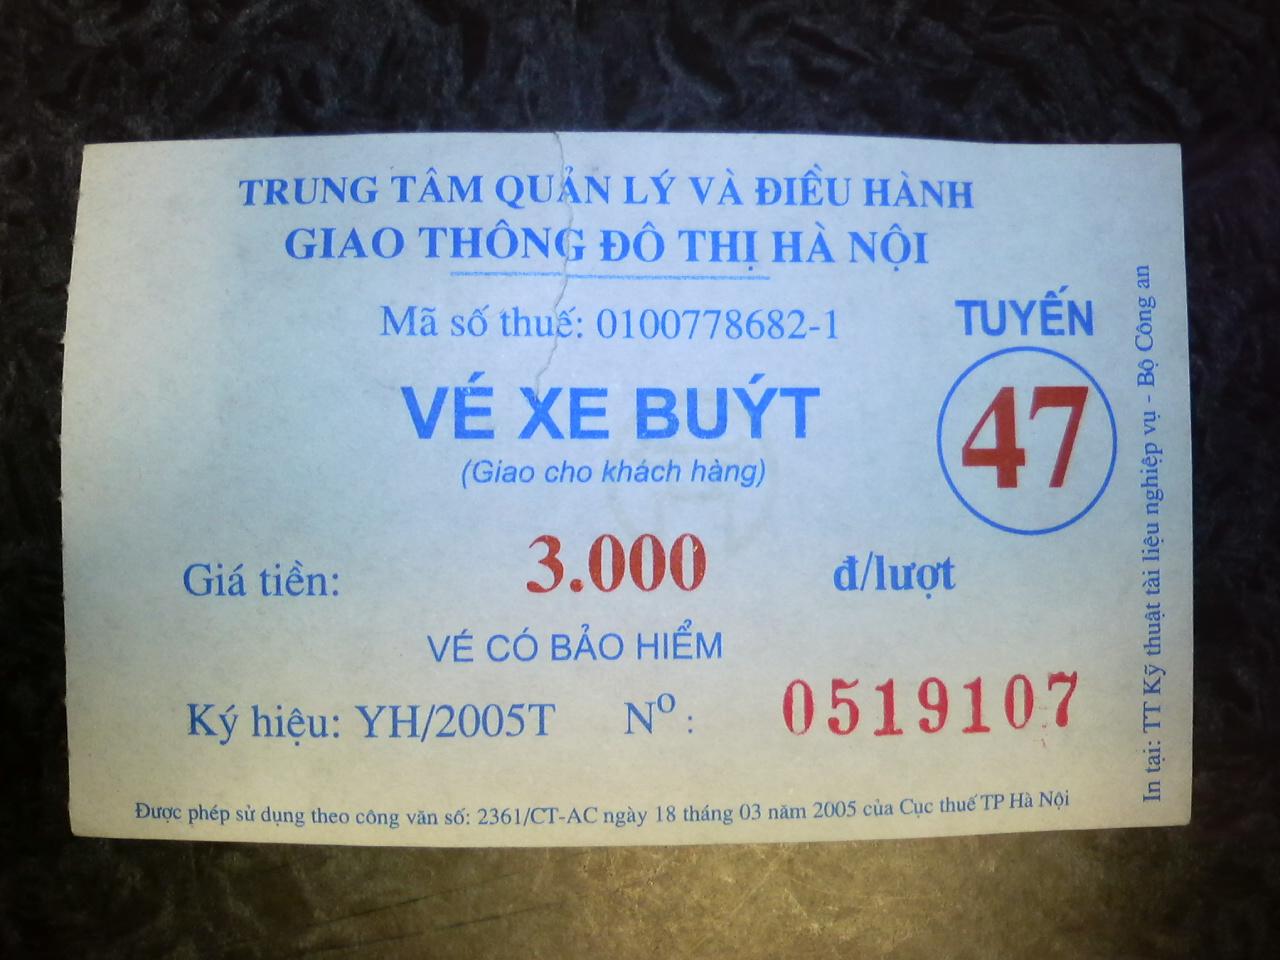 TRUNG TÂM QUẢN LÝ VÀ ĐIỀU HÀNH
GIAO THÔNG ĐÔ THỊ HÀ NỘI
Mã số thuế: 0100778682-1
TUYẾN
47
VÉ XE BUÝT
(Giao cho khách hàng)
Giá tiền: 3.000 đ/lượt
VÉ CÓ BẢO HIỂM
Ký hiệu: YH/2005T Nº : 0519107
Được phép sử dụng theo công văn số: 2361/CT-AC ngày 18 tháng 03 năm 2005 của Cục thuế TP Hà Nội
In tại: TT Kỹ thuật tài liệu nghiệp vụ - Bộ Công an